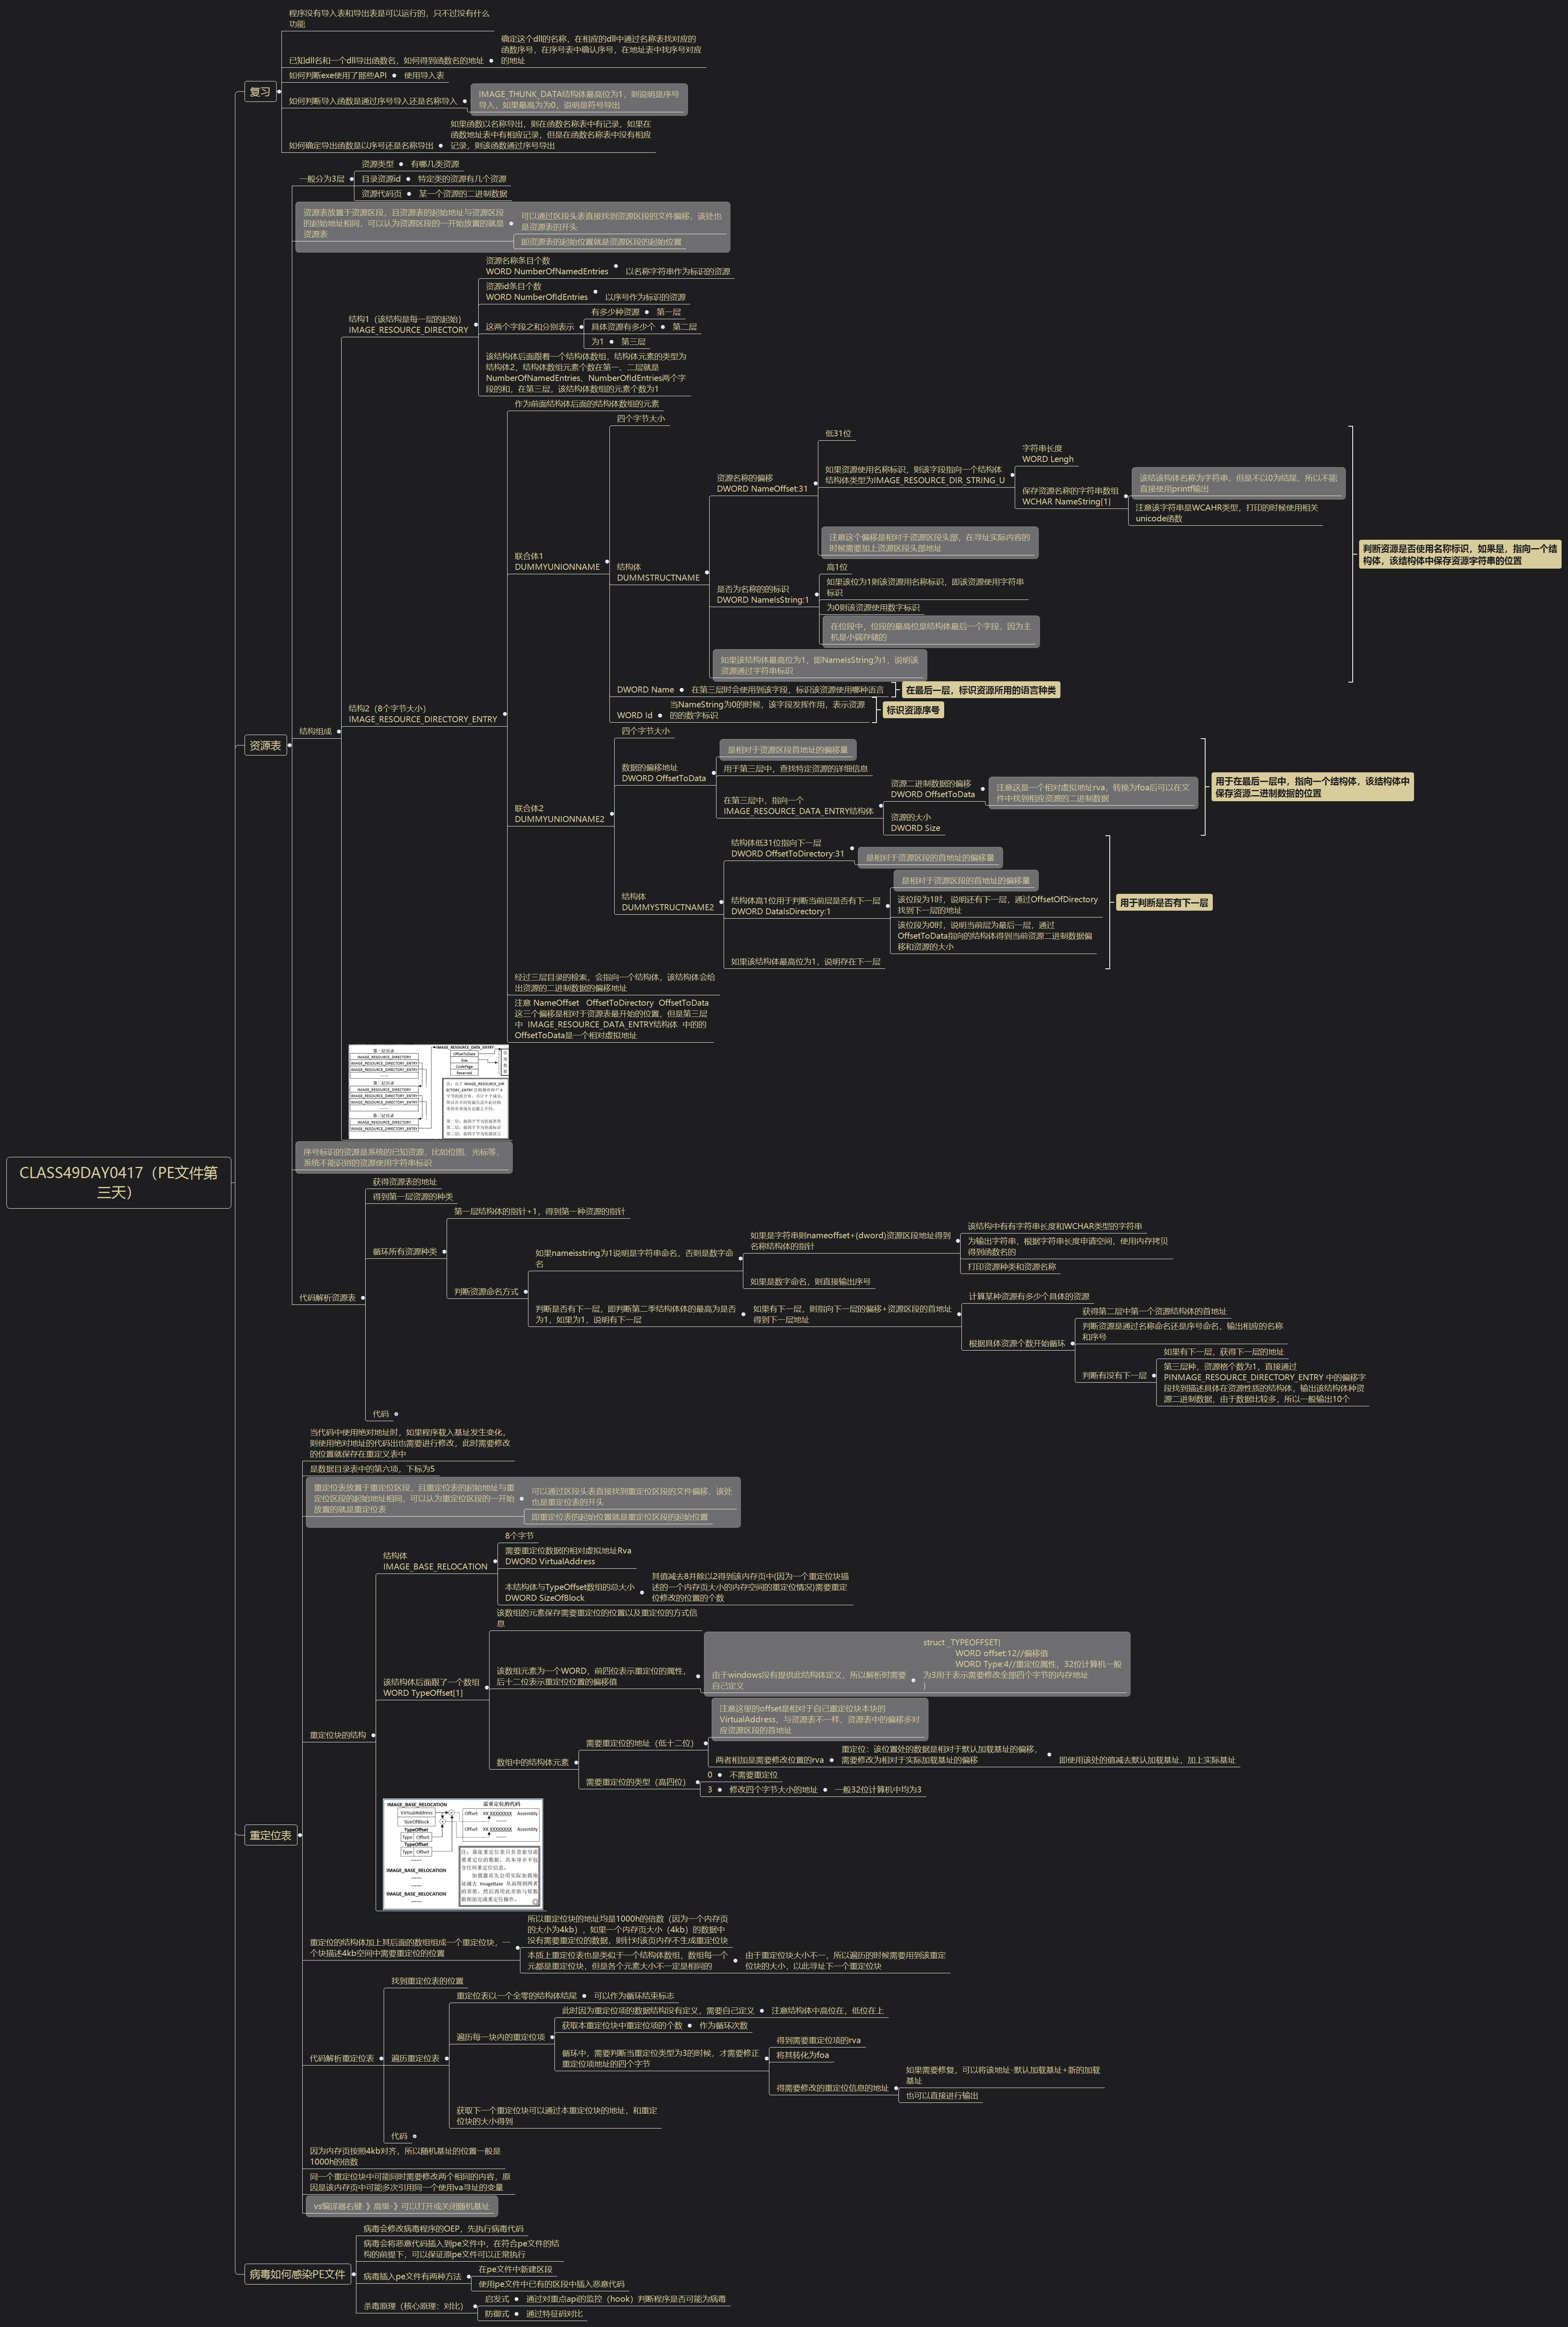 CLASS49DAY0417（PE文件第
三天）
复习
程序没有导入表和导出表是可以运行的，只不过没有什么
功能
已知dll名和一个dll导出函数名，如何得到函数名的地址
确定这个dll的名称，在相应的dll中通过名称表找对应的
函数序号，在序号表中确认序号，在地址表中找序号对应
的地址
如何判断exe使用了那些API
使用导入表
如何判断导入函数是通过序号导入还是名称导入
IMAGE_THUNK_DATA结构体最高位为1，则说明是序号
导入，如果最高为为0，说明是符号导出
如何确定导出函数是以序号还是名称导出
如果函数以名称导出，则在函数名称表中有记录，如果在
函数地址表中有相应记录，但是在函数名称表中没有相应
记录，则该函数通过序号导出
资源表
一般分为3层
资源类型
有哪几类资源
目录资源id
特定类的资源有几个资源
资源代码页
某一个资源的二进制数据
资源表放置于资源区段，且资源表的起始地址与资源区段
的起始地址相同，可以认为资源区段的一开始放置的就是
资源表
可以通过区段头表直接找到资源区段的文件偏移，该处也
是资源表的开头
即资源表的起始位置就是资源区段的起始位置
结构组成
结构1（该结构是每一层的起始）
IMAGE_RESOURCE_DIRECTORY
资源名称条目个数
WORD NumberOfNamedEntries
以名称字符串作为标识的资源
资源id条目个数
WORD NumberOfIdEntries
以序号作为标识的资源
这两个字段之和分别表示
有多少种资源
第一层
具体资源有多少个
第二层
为1
第三层
该结构体后面跟着一个结构体数组，结构体元素的类型为
结构体2，结构体数组元素个数在第一、二层就是
NumberOfNamedEntries、NumberOfIdEntries两个字
段的和，在第三层，该结构体数组的元素个数为1
结构2（8个字节大小）
IMAGE_RESOURCE_DIRECTORY_ENTRY
作为前面结构体后面的结构体数组的元素
联合体1
DUMMYUNIONNAME
四个字节大小
结构体
DUMMSTRUCTNAME
资源名称的偏移
DWORD NameOffset:31
低31位
如果资源使用名称标识，则该字段指向一个结构体
结构体类型为IMAGE_RESOURCE_DIR_STRING_U
字符串长度
WORD Lengh
保存资源名称的字符串数组
WCHAR NameString[1]
该结该构体名称为字符串，但是不以0为结尾，所以不能
直接使用printf输出
注意该字符串是WCAHR类型，打印的时候使用相关
unicode函数
注意这个偏移是相对于资源区段头部，在寻址实际内容的
时候需要加上资源区段头部地址
是否为名称的的标识
DWORD NameIsString:1
高1位
如果该位为1则该资源用名称标识，即该资源使用字符串
标识
为0则该资源使用数字标识
在位段中，位段的最高位是结构体最后一个字段，因为主
机是小端存储的
如果该结构体最高位为1，即NameIsString为1，说明该
资源通过字符串标识
判断资源是否使用名称标识，如果是，指向一个结
构体，该结构体中保存资源字符串的位置
DWORD Name
在第三层时会使用到该字段，标识该资源使用哪种语言
在最后一层，标识资源所用的语言种类
WORD Id
当NameString为0的时候，该字段发挥作用，表示资源
的的数字标识
标识资源序号
联合体2
DUMMYUNIONNAME2
四个字节大小
数据的偏移地址
DWORD OffsetToData
是相对于资源区段首地址的偏移量
用于第三层中，查找特定资源的详细信息
在第三层中，指向一个
IMAGE_RESOURCE_DATA_ENTRY结构体
资源二进制数据的偏移
DWORD OffsetToData
注意这是一个相对虚拟地址rva，转换为foa后可以在文
件中找到相应资源的二进制数据
资源的大小
DWORD Size
用于在最后一层中，指向一个结构体，该结构体中
保存资源二进制数据的位置
结构体
DUMMYSTRUCTNAME2
结构体低31位指向下一层
DWORD OffsetToDirectory:31
是相对于资源区段的首地址的偏移量
结构体高1位用于判断当前层是否有下一层
DWORD DataIsDirectory:1
是相对于资源区段的首地址的偏移量
该位段为1时，说明还有下一层，通过OffsetOfDirectory
找到下一层的地址
该位段为0时，说明当前层为最后一层，通过
OffsetToData指向的结构体得到当前资源二进制数据偏
移和资源的大小
如果该结构体最高位为1，说明存在下一层
用于判断是否有下一层
经过三层目录的检索，会指向一个结构体，该结构体会给
出资源的二进制数据的偏移地址
注意 NameOffset OffsetToDirectory OffsetToData
这三个偏移是相对于资源表最开始的位置，但是第三层
中 IMAGE_RESOURCE_DATA_ENTRY结构体 中的的
OffsetToData是一个相对虚拟地址
第一层目录
IMAGE_RESOURCE_DIRECTORY
IMAGE_RESOURCE_DIRECTORY_ENTRY
IMAGE_RESOURCE_DIRECTORY_ENTRY
……
第二层目录
IMAGE_RESOURCE_DIRECTORY
IMAGE_RESOURCE_DIRECTORY_ENTRY
IMAGE_RESOURCE_DIRECTORY_ENTRY
……
第三层目录
IMAGE_RESOURCE_DIRECTORY
IMAGE_RESOURCE_DIRECTORY_ENTRY
IMAGE_RESOURCE_DATA_ENTRY
OffsetToData
Size
CodePage
Reserved
注：由于 IMAGE_RESOURCE_DIR
ECTORY_ENTRY 结构拥有两个 4
序号标识的资源是系统的已知资源，比如位图、光标等，
系统不能识别的资源使用字符串标识
代码解析资源表
获得资源表的地址
得到第一层资源的种类
循环所有资源种类
第一层结构体的指针+1，得到第一种资源的指针
判断资源命名方式
如果nameisstring为1说明是字符串命名，否则是数字命
名
如果是字符串则nameoffset+(dword)资源区段地址得到
名称结构体的指针
该结构中有有字符串长度和WCHAR类型的字符串
为输出字符串，根据字符串长度申请空间，使用内存拷贝
得到函数名的
打印资源种类和资源名称
如果是数字命名，则直接输出序号
判断是否有下一层，即判断第二季结构体体的最高为是否
为1，如果为1，说明有下一层
如果有下一层，则指向下一层的偏移+资源区段的首地址
得到下一层地址
计算某种资源有多少个具体的资源
根据具体资源个数开始循环
获得第二层中第一个资源结构体的首地址
判断资源是通过名称命名还是序号命名，输出相应的名称
和序号
判断有没有下一层
如果有下一层，获得下一层的地址
第三层种，资源格个数为1，直接通过
PINMAGE_RESOURCE_DIRECTORY_ENTRY 中的偏移字
段找到描述具体在资源性质的结构体，输出该结构体种资
源二进制数据，由于数据比较多，所以一般输出10个
代码
重定位表
当代码中使用绝对地址时，如果程序载入基址发生变化，
则使用绝对地址的代码出也需要进行修改，此时需要修改
的位置就保存在重定义表中
是数据目录表中的第六项，下标为5
重定位表放置于重定位区段，且重定位表的起始地址与重
定位区段的起始地址相同，可以认为重定位区段的一开始
放置的就是重定位表
可以通过区段头表直接找到重定位区段的文件偏移，该处
也是重定位表的开头
即重定位表的起始位置就是重定位区段的起始位置
重定位块的结构
结构体
IMAGE_BASE_RELOCATION
8个字节
需要重定位数据的相对虚拟地址Rva
DWORD VirtualAddress
本结构体与TypeOffset数组的总大小
DWORD SizeOfBlock
其值减去8并除以2得到该内存页中(因为一个重定位块描
述的一个内存页大小的内存空间的重定位情况)需要重定
位修改的位置的个数
该结构体后面跟了一个数组
WORD TypeOffset[1]
该数组的元素保存需要重定位的位置以及重定位的方式信
息
该数组元素为一个WORD，前四位表示重定位的属性，
后十二位表示重定位位置的偏移值
由于windows没有提供此结构体定义，所以解析时需要
自己定义
struct _TYPEOFFSET{
WORD offset:12//偏移值
WORD Type:4//重定位属性，32位计算机一般
为3用于表示需要修改全部四个字节的内存地址
}
数组中的结构体元素
需要重定位的地址（低十二位）
注意这里的offset是相对于自己重定位块本块的
VirtualAddress，与资源表不一样，资源表中的偏移多对
应资源区段的首地址
两者相加是需要修改位置的rva
重定位：该位置处的数据是相对于默认加载基址的偏移，
需要修改为相对于实际加载基址的偏移
即使用该处的值减去默认加载基址，加上实际基址
需要重定位的类型（高四位）
0
不需要重定位
3
修改四个字节大小的地址
一般32位计算机中均为3
IMAGE_BASE_RELOCATION
VirtualAddress
SizeOfBlock
TypeOffset
Type Offset
TypeOffset
Type Offset
……
IMAGE_BASE_RELOCATION
……
……
IMAGE_BASE_RELOCATION
……
需重定位的代码
Offset XX XXXXXXXX Assembly
……
Offset XX XXXXXXXX Assembly
……
注：基址重定位表只负责索引需
要重定位的数据，其本身并不包
含任何重定位信息。
加载器首先会用实际加载地
址减去 ImageBase 从而得到两者
的差值，然后再用此差值与原数
据相加完成重定位操作。
重定位的结构体加上其后面的数组组成一个重定位块，一
个块描述4kb空间中需要重定位的位置
所以重定位块的地址均是1000h的倍数（因为一个内存页
的大小为4kb），如果一个内存页大小（4kb）的数据中
没有需要重定位的数据，则针对该页内存不生成重定位块
本质上重定位表也是类似于一个结构体数组，数组每一个
元都是重定位块，但是各个元素大小不一定是相同的
由于重定位块大小不一，所以遍历的时候需要用到该重定
位块的大小，以此寻址下一个重定位块
代码解析重定位表
找到重定位表的位置
遍历重定位表
重定位表以一个全零的结构体结尾
可以作为循环结束标志
遍历每一块内的重定位项
此时因为重定位项的数据结构没有定义，需要自己定义
注意结构体中高位在，低位在上
获取本重定位块中重定位项的个数
作为循环次数
循环中，需要判断当重定位类型为3的时候，才需要修正
重定位项地址的四个字节
得到需要重定位项的rva
将其转化为foa
得需要修改的重定位信息的地址
如果需要修复，可以将该地址-默认加载基址+新的加载
基址
也可以直接进行输出
获取下一个重定位块可以通过本重定位块的地址，和重定
位块的大小得到
代码
因为内存页按照4kb对齐，所以随机基址的位置一般是
1000h的倍数
同一个重定位块中可能同时需要修改两个相同的内容，原
因是该内存页中可能多次引用同一个使用va寻址的变量
vs编译器右键-》高级-》可以打开或关闭随机基址
病毒如何感染PE文件
病毒会修改病毒程序的OEP，先执行病毒代码
病毒会将恶意代码插入到pe文件中，在符合pe文件的结
构的前提下，可以保证原pe文件可以正常执行
病毒插入pe文件有两种方法
在pe文件中新建区段
使用pe文件中已有的区段中插入恶意代码
杀毒原理（核心原理：对比）
启发式
通过对重点api的监控（hook）判断程序是否可能为病毒
防御式
通过特征码对比